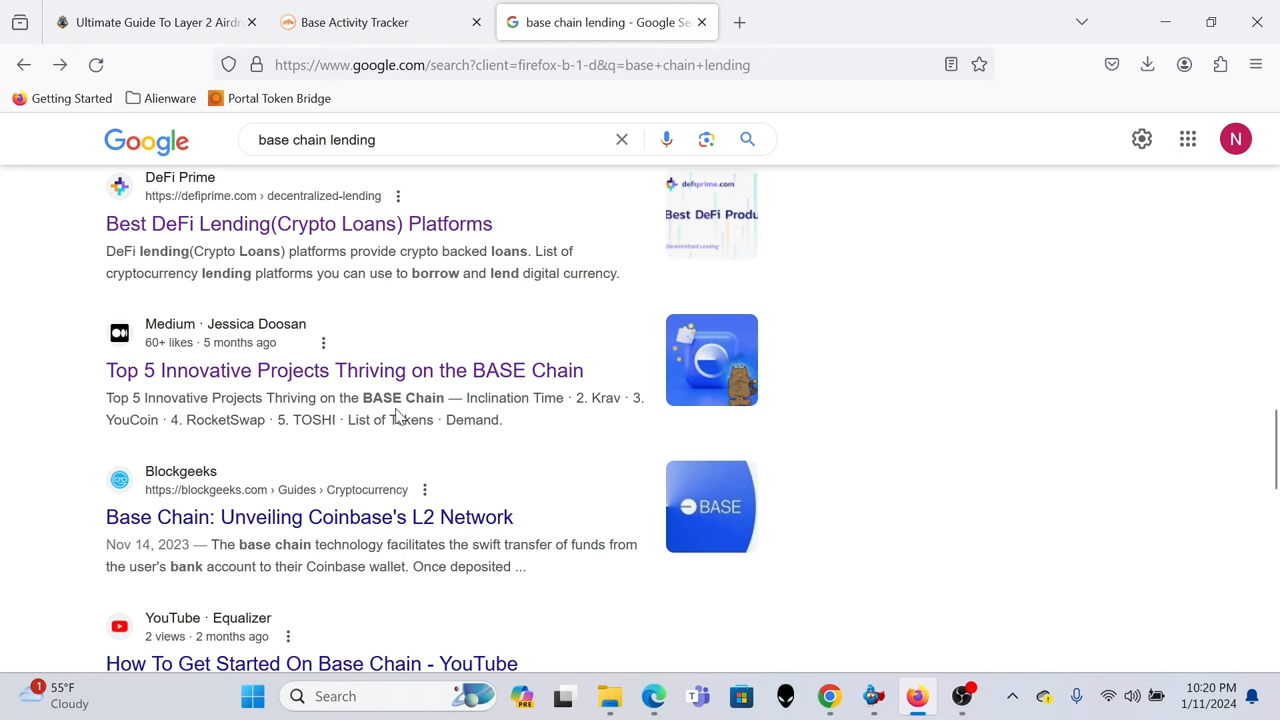 Ultimate Guide To Layer 2 Airdr
Base Activity Tracker
base chain lending - Google Se
https://www.google.com/search?client=firefox-b-1-d&q=base+chain+lending
Getting Started
Alienware
Portal Token Bridge
Google
base chain lending
N
DeFi Prime
https://defiprime.com › decentralized-lending
Best DeFi Lending(Crypto Loans) Platforms
DeFi lending(Crypto Loans) platforms provide crypto backed loans. List of
cryptocurrency lending platforms you can use to borrow and lend digital currency.
defiprime.com
Best DeFi Produ
Decentralized Lending
Medium · Jessica Doosan
60+ likes · 5 months ago
Top 5 Innovative Projects Thriving on the BASE Chain
Top 5 Innovative Projects Thriving on the BASE Chain — Inclination Time · 2. Krav · 3.
YouCoin · 4. RocketSwap · 5. TOSHI · List of Tokens · Demand.
Blockgeeks
https://blockgeeks.com › Guides › Cryptocurrency
Base Chain: Unveiling Coinbase's L2 Network
Nov 14, 2023 — The base chain technology facilitates the swift transfer of funds from
the user's bank account to their Coinbase wallet. Once deposited ...
BASE
YouTube · Equalizer
2 views · 2 months ago
How To Get Started On Base Chain - YouTube
1
55°F
Cloudy
Search
PRE
10:20 PM
1/11/2024